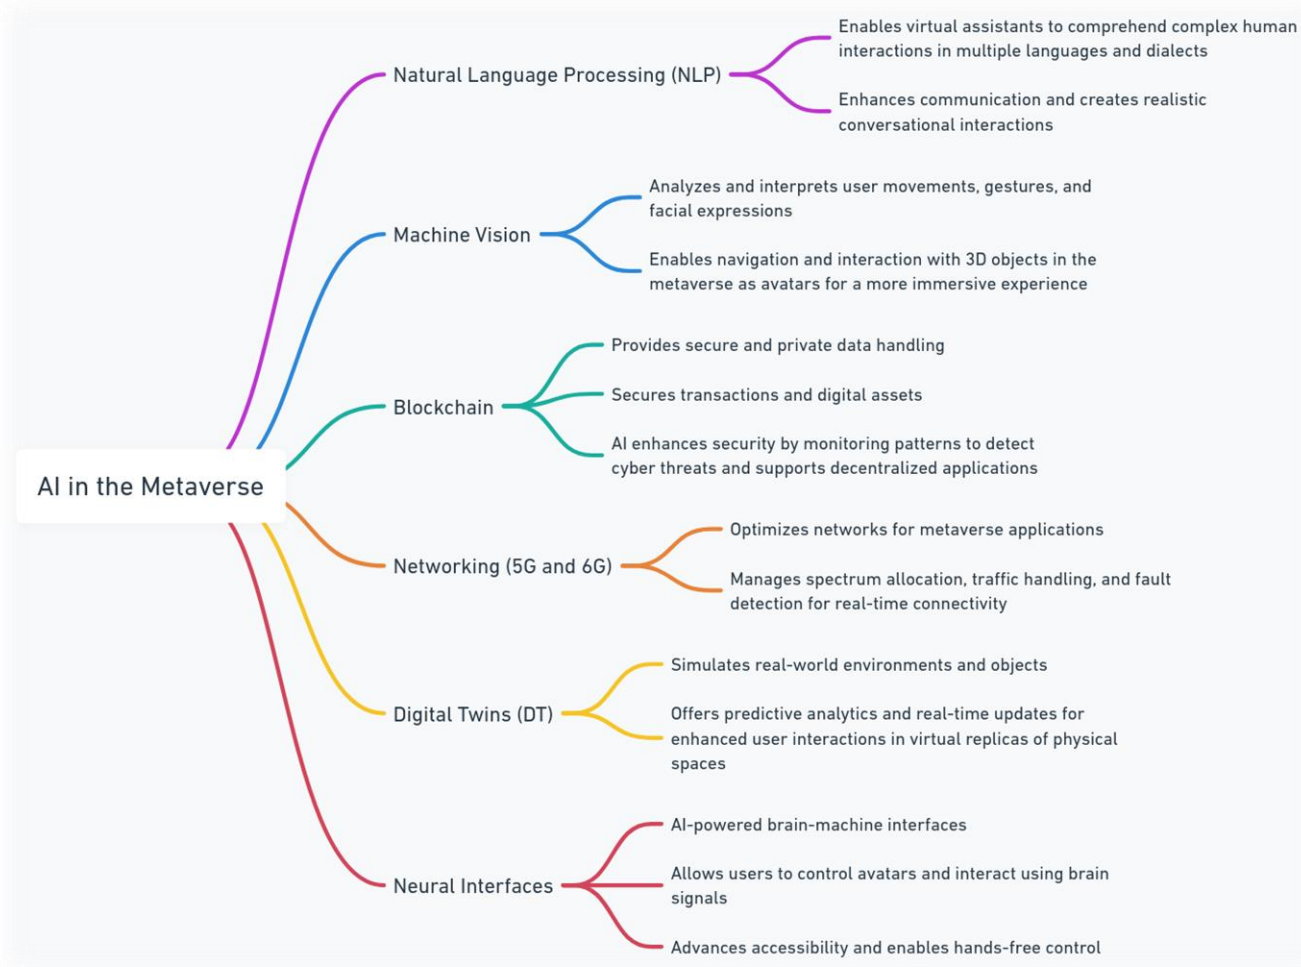 Enables virtual assistants to comprehend complex human
interactions in multiple languages and dialects
Natural Language Processing (NLP)
Enhances communication and creates realistic
conversational interactions
Analyzes and interprets user movements, gestures, and
facial expressions
Machine Vision
Enables navigation and interaction with 3D objects in the
metaverse as avatars for a more immersive experience
Provides secure and private data handling
Blockchain
Secures transactions and digital assets
AI enhances security by monitoring patterns to detect
cyber threats and supports decentralized applications
AI in the Metaverse
Optimizes networks for metaverse applications
Networking (5G and 6G)
Manages spectrum allocation, traffic handling, and fault
detection for real-time connectivity
Simulates real-world environments and objects
Digital Twins (DT)
Offers predictive analytics and real-time updates for
enhanced user interactions in virtual replicas of physical
spaces
AI-powered brain-machine interfaces
Neural Interfaces
Allows users to control avatars and interact using brain
signals
Advances accessibility and enables hands-free control